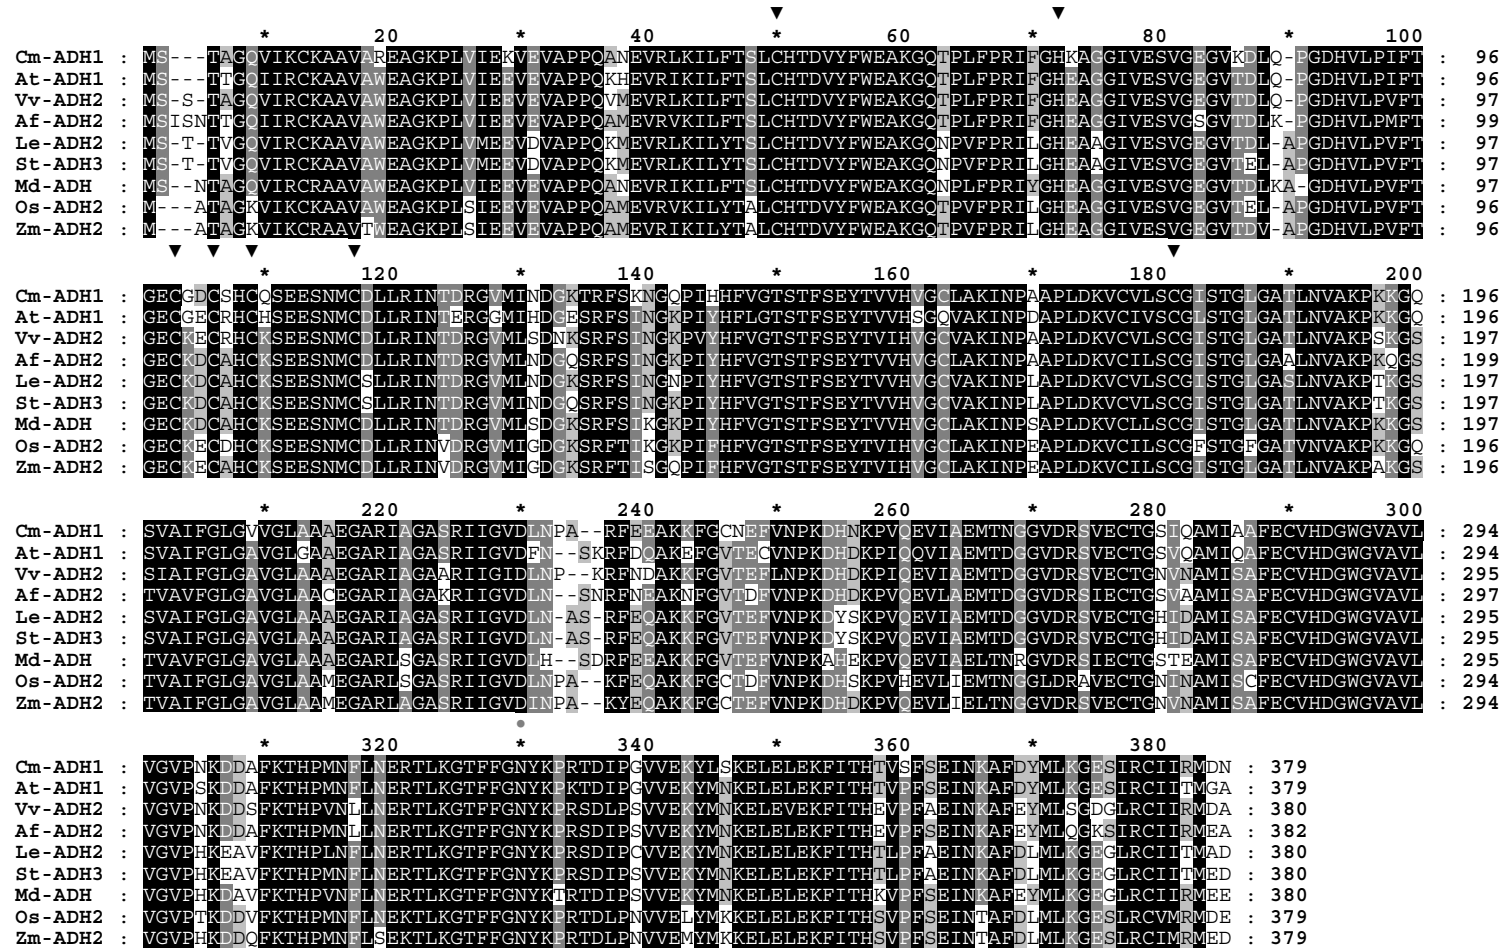 * 20 * 40 * 60 * 80 * 100
Cm-ADH1 : MS---TAGQVIKCKAAVAREAGKPLVIEKVEVAPPQANEVRLKILFTSLCHTDVYFWEAKGQTPLFPRIFGHKAGGIVESVGEGVKDLQ-PGDHVLPIFT : 96
At-ADH1 : MS---TTGQIIRCKAAVAWEAGKPLVIEEVEVAPPQKHEVRIKILFTSLCHTDVYFWEAKGQTPLFPRIFGHEAGGIVESVGEGVTDLQ-PGDHVLPIFT : 96
Vv-ADH2 : MS-S-TAGQVIRCKAAVAWEAGKPLVIEEVEVAPPQVMEVRLKILFTSLCHTDVYFWEAKGQTPLFPRIFGHEAGGIVESVGEGVTDLQ-PGDHVLPVFT : 97
Af-ADH2 : MSISNTTGQIIRCKAAVAWEAGKPLVIEEVEVAPPQAMEVRVKILFTSLCHTDVYFWEAKGQTPLFPRIFGHEAGGIVESVGSGVTDLK-PGDHVLPMFT : 99
Le-ADH2 : MS-T-TVGQVIRCKAAVAWEAGKPLVMEEVDVAPPQKMEVRLKILYTSLCHTDVYFWEAKGQNPVFPRILGHEAAGIVESVGEGVTDL-APGDHVLPVFT : 97
St-ADH3 : MS-T-TVGQVIRCKAAVAWEAGKPLVMEEVDVAPPQKMEVRLKILYTSLCHTDVYFWEAKGQNPVFPRILGHEAAGIVESVGEGVTEL-APGDHVLPVFT : 97
Md-ADH : MS--NTAGQVIRCRAAVAWEAGKPLVIEEVEVAPPQANEVRIKILFTSLCHTDVYFWEAKGQNPLFPRIYGHEAGGIVESVGEGVTDLKA-GDHVLPVFT : 97
Os-ADH2 : M---ATAGKVIKCKAAVAWEAGKPLSIEEVEVAPPQAMEVRVKILYTALCHTDVYFWEAKGQTPVFPRILGHEAGGIVESVGEGVTEL-APGDHVLPVFT : 96
Zm-ADH2 : M---ATAGKVIKCRAAVTWEAGKPLSIEEVEVAPPQAMEVRVKILYTALCHTDVYFWEAKGQTPVFPRILGHEAGGIVESVGEGVTDV-APGDHVLPVFT : 96
* 120 * 140 * 160 * 180 * 200
Cm-ADH1 : GECGDCSHCQSEESNMCDLLRINTDRGVMINDGKTRFSKNGQPIHHFVGTSTFSEYTVVHVGCLAKINPAAPLDKVCVLSCGISTGLGATLNVAKPKKGQ : 196
At-ADH1 : GECGECRHCHSEESNMCDLLRINTERGGMIHDGESRFSINGKPIYHFLGTSTFSEYTVVHSGQVAKINPDAPLDKVCIVSCGISTGLGATLNVAKPKKGQ : 196
Vv-ADH2 : GECKECRHCKSEESNMCDLLRINTDRGVMLSDNKSRFSINGKPVYHFVGTSTFSEYTVIHVGCVAKINPAAPLDKVCVLSCGISTGLGATLNVAKPSKGS : 197
Af-ADH2 : GECKDCAHCKSEESNMCDLLRINTDRGVMLNDGQSRFSINGKPIYHFVGTSTFSEYTVVHVGCLAKINPAAPLDKVCILSCGISTGLGAALNVAKPKQGS : 199
Le-ADH2 : GECKDCAHCKSEESNMCSLLRINTDRGVMLNDGKSRFSINGNPIYHFVGTSTFSEYTVVHVGCVAKINPLAPLDKVCVLSCGISTGLGASLNVAKPTKGS : 197
St-ADH3 : GECKDCAHCKSEESNMCSLLRINTDRGVMINDGQSRFSINGKPIYHFVGTSTFSEYTVVHVGCVAKINPLAPLDKVCVLSCGISTGLGATLNVAKPTKGS : 197
Md-ADH : GECKDCAHCKSEESNMCDLLRINTDRGVMLSDGKSRFSIKGKPIYHFVGTSTFSEYTVVHVGCLAKINPSAPLDKVCLLSCGISTGLGATLNVAKPKKGS : 197
Os-ADH2 : GECKECDHCKSEESNMCDLLRINVDRGVMIGDGKSRFTIKGKPIFHFVGTSTFSEYTVIHVGCLAKINPEAPLDKVCILSCGFSTGFGATVNVAKPKKGQ : 196
Zm-ADH2 : GECKECAHCKSEESNMCDLLRINVDRGVMIGDGKSRFTISGQPIFHFVGTSTFSEYTVIHVGCLAKINPEAPLDKVCILSCGISTGLGATLNVAKPAKGS : 196
* 220 * 240 * 260 * 280 * 300
Cm-ADH1 : SVAIFGLGVVGLAAAEGARIAGASRIIGVDLNPA--RFEEAKKFGCNEFVNPKDHNKPVQEVIAEMTNGGVDRSVECTGSIQAMIAAFECVHDGWGVAVL : 294
At-ADH1 : SVAIFGLGAVGLGAAEGARIAGASRIIGVDFN--SKRFDQAKEFGVTECVNPKDHDKPIQQVIAEMTNGGVDRSVECTGSVQAMIQAFECVHDGWGVAVL : 294
Vv-ADH2 : SIAIFGLGAVGLAAAEGARIAGAARIIGIDLNP--KRFNDAKKFGVTEFLNPKDHDKPIQEVIAEMTDGGVDRSVECTGNVNAMISAFECVHDGWGVAVL : 295
Af-ADH2 : TVAVFGLGAVGLAACEGARIAGAKRIIGVDLN--SNRFNEAKNFGVTDFVNPKDHDKPVQEVLAEMTDGGVDRSIECTGSVAAMISAFECVHDGWGVAVL : 297
Le-ADH2 : SVAIFGLGAVGLAAAEGARIAGASRIIGVDLN-AS-RFEQAKKFGVTEFVNPKDYSKPVQEVIAEMTDGGVDRSVECTGHIDAMISAFECVHDGWGVAVL : 295
St-ADH3 : SVAIFGLGAVGLAAAEGARIAGASRIIGVDLN-AS-RFEQAKKFGVTEFVNPKDYSKPVQEVIAEMTDGGVDRSVECTGHIDAMISAFECVHDGWGVAVL : 295
Md-ADH : TVAVFGLGAVGLAAAEGARLSGASRIIGVDLH--SDRFEEAKKFGVTEFVNPKAHEKPVQEVIAELTNRGVDRSIECTGSTEAMISAFECVHDGWGVAVL : 295
Os-ADH2 : TVAIFGLGAVGLAAMEGARLSGASRIIGVDLNPA--KFEQAKKFGCTDFVNPKDHSKPVHEVLIEMTNGGLDRAVECTGNINAMISCFECVHDGWGVAVL : 294
Zm-ADH2 : TVAIFGLGAVGLAAMEGARLAGASRIIGVDINPA--KYEQAKKFGCTEFVNPKDHDKPVQEVLIELTNGGVDRSVECTGNVNAMISAFECVHDGWGVAVL : 294
* 320 * 340 * 360 * 380
Cm-ADH1 : VGVPNKDDAFKTHPMNFLNERTLKGTFFGNYKPRTDIPGVVEKYLSKELELEKFITHTVSFSEINKAFDYMLKGESIRCIIRMDN : 379
At-ADH1 : VGVPSKDDAFKTHPMNFLNERTLKGTFFGNYKPKTDIPGVVEKYMNKELELEKFITHTVPFSEINKAFDYMLKGESIRCIITMGA : 379
Vv-ADH2 : VGVPNKDDSFKTHPVNLLNERTLKGTFFGNYKPRSDLPSVVEKYMNKELEVEKFITHEVPFAEINKAFEYMLSGDGLRCIIRMDA : 380
Af-ADH2 : VGVPNKDDAFKTHPMNLLNERTLKGTFFGNYKPRSDIPSVVEKYMNKELELEKFITHEVPFSEINKAFEYMLQGKSIRCIIRMEA : 382
Le-ADH2 : VGVPHKEAVFKTHPLNFLNERTLKGTFFGNYKPRSDIPCVVEKYMNKELELEKFITHTLPFAEINKAFDLMLKGEGLRCIITMAD : 380
St-ADH3 : VGVPHKEAVFKTHPMNFLNERTLKGTFFGNYKPRSDIPSVVEKYMNKELELEKFITHTLPFAEINKAFDLMLKGEGLRCIITMED : 380
Md-ADH : VGVPHKDAVFKTHPVNFLNERTLKGTFFGNYKTRTDIPSVVEKYMNKELELEKFITHKVPFSEINKAFEYMLKGEGLRCIIRMEE : 380
Os-ADH2 : VGVPTKDDVFKTHPMNFLNEKTLKGTFFGNYKPRTDLPNVVELYMKKELELEKFITHSVPFSEINTAFDLMLKGESLRCVMRMDE : 379
Zm-ADH2 : VGVPHKDDQFKTHPMNFLSEKTLKGTFFGNYKPRTDLPNVVEMYMKKELELEKFITHSVPFSEINTAFDLMLKGESLRCIMRMED : 379